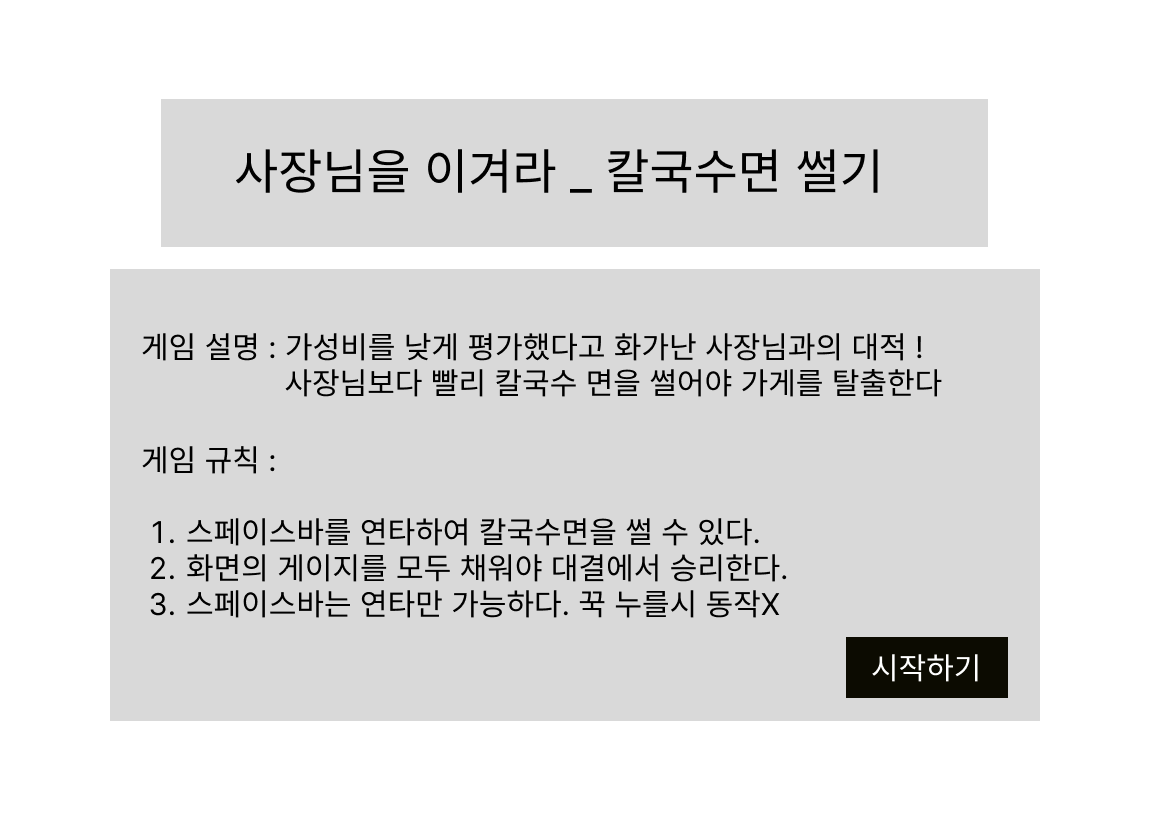 사장님을 이겨라 _ 칼국수면 썰기
게임 설명 : 가성비를 낮게 평가했다고 화가난 사장님과의 대적 !
사장님보다 빨리 칼국수 면을 썰어야 가게를 탈출한다
게임 규칙 :
1. 스페이스바를 연타하여 칼국수면을 썰 수 있다.
2. 화면의 게이지를 모두 채워야 대결에서 승리한다.
3. 스페이스바는 연타만 가능하다. 꾹 누를시 동작X
시작하기